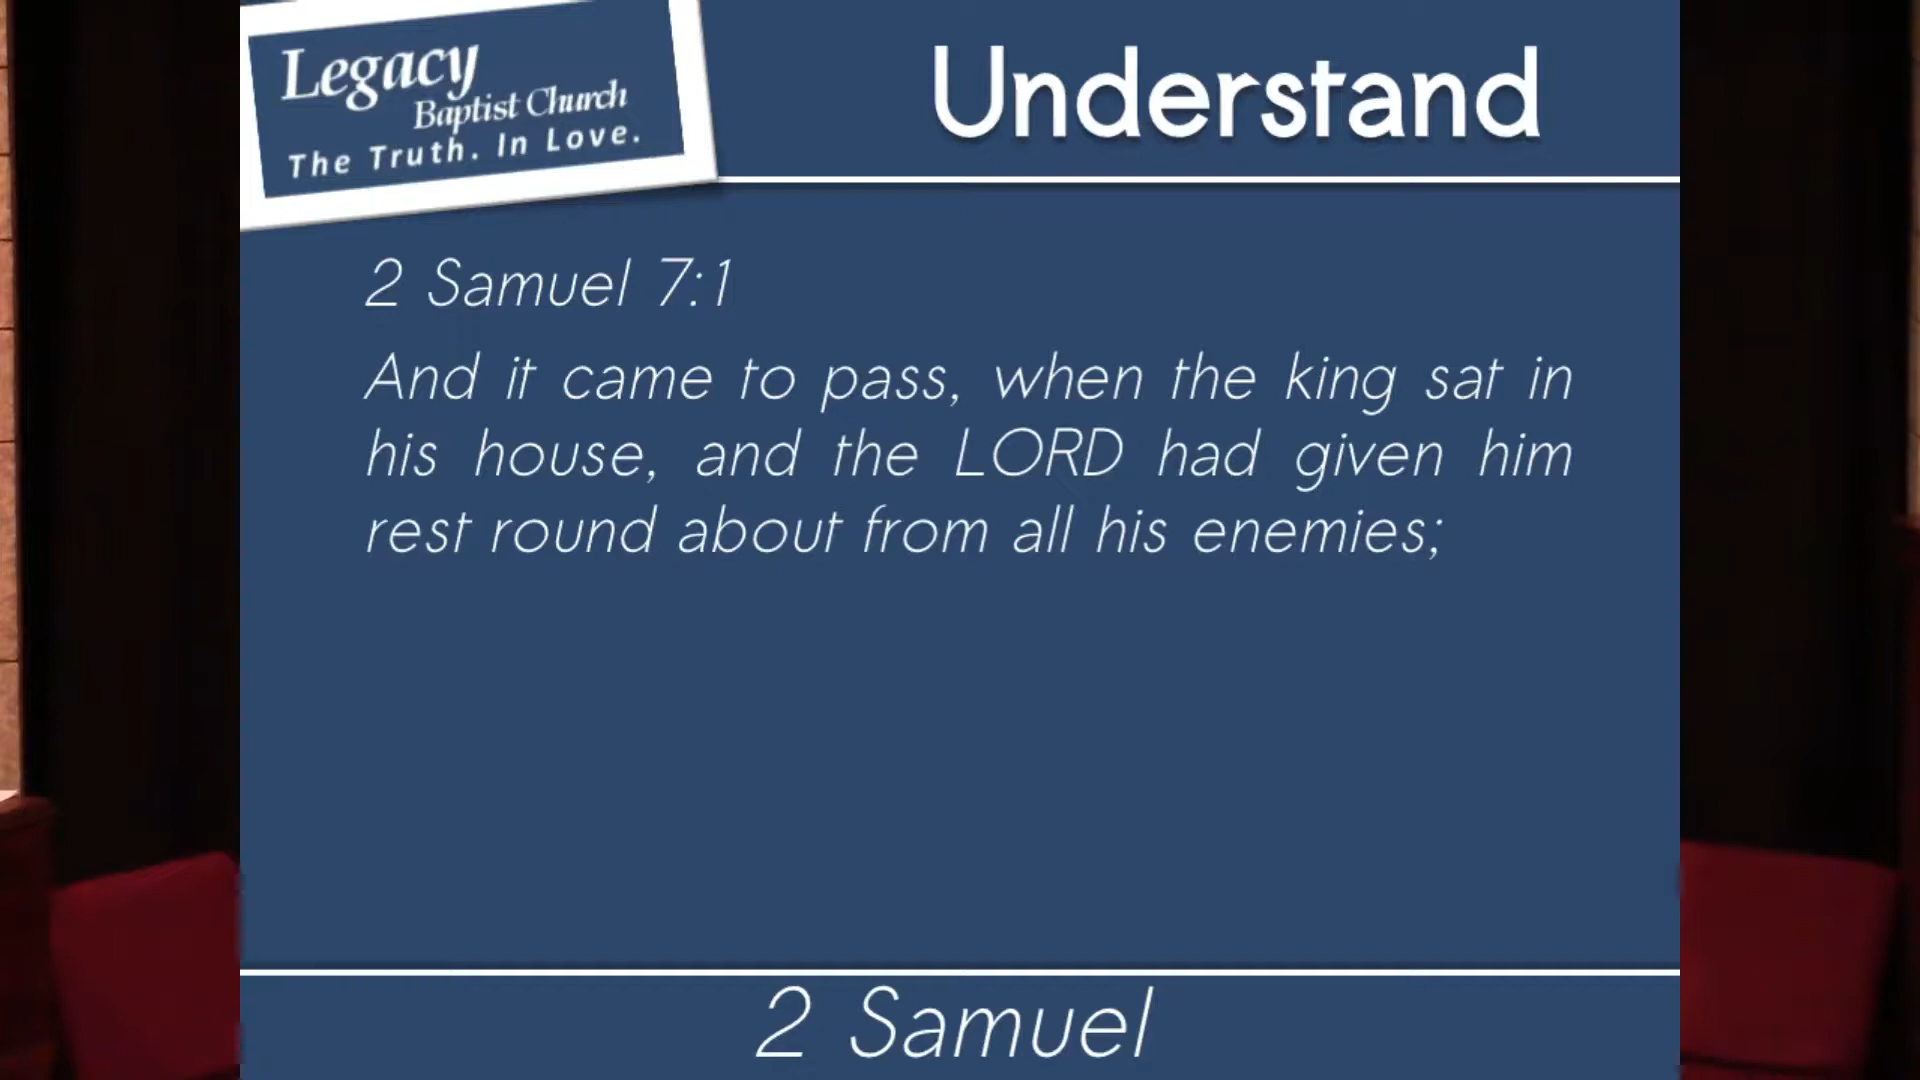 Legacy
Baptist Church
The Truth. In Love.
Understand
2 Samuel 7:1
And it came to pass, when the king sat in
his house, and the LORD had given him
rest round about from all his enemies;
2 Samuel